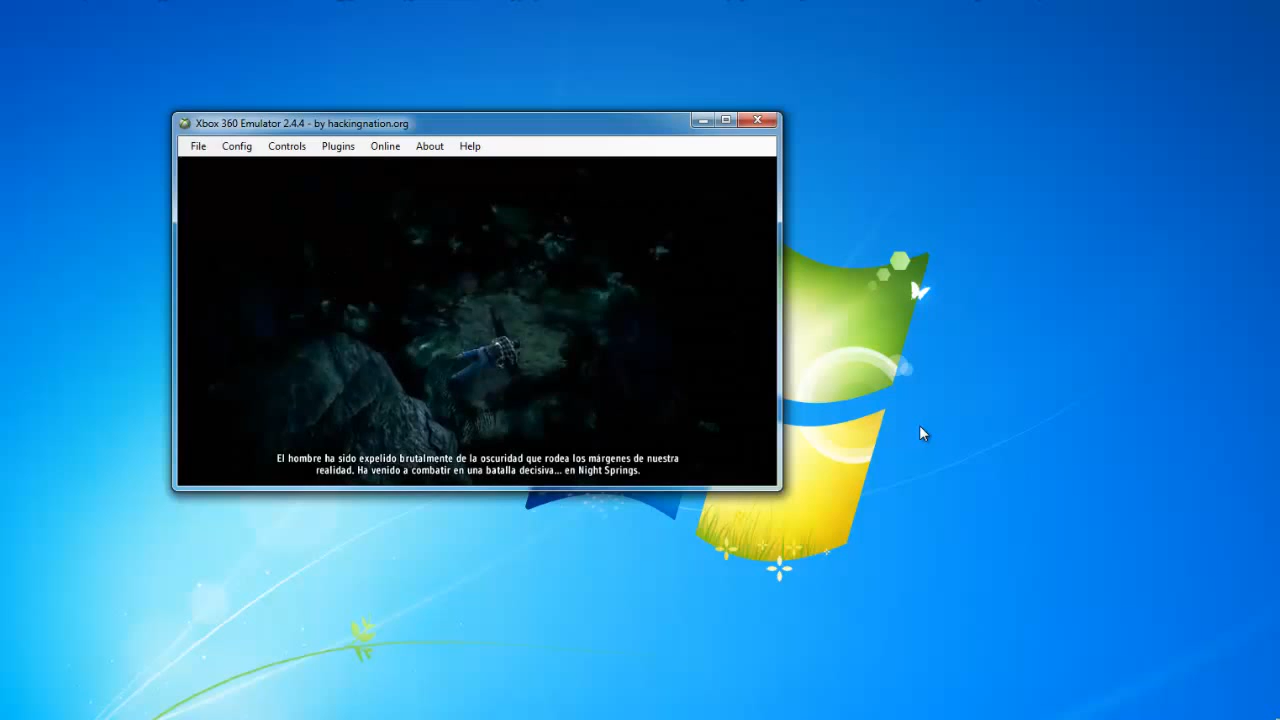 Xbox 360 Emulator 2.4.4 - by hackingnation.org
File Config Controls Plugins Online About Help
El hombre ha sido expelido brutalmente de la oscuridad que rodea los márgenes de nuestra
realidad. Ha venido a combatir en una batalla decisiva... en Night Springs.